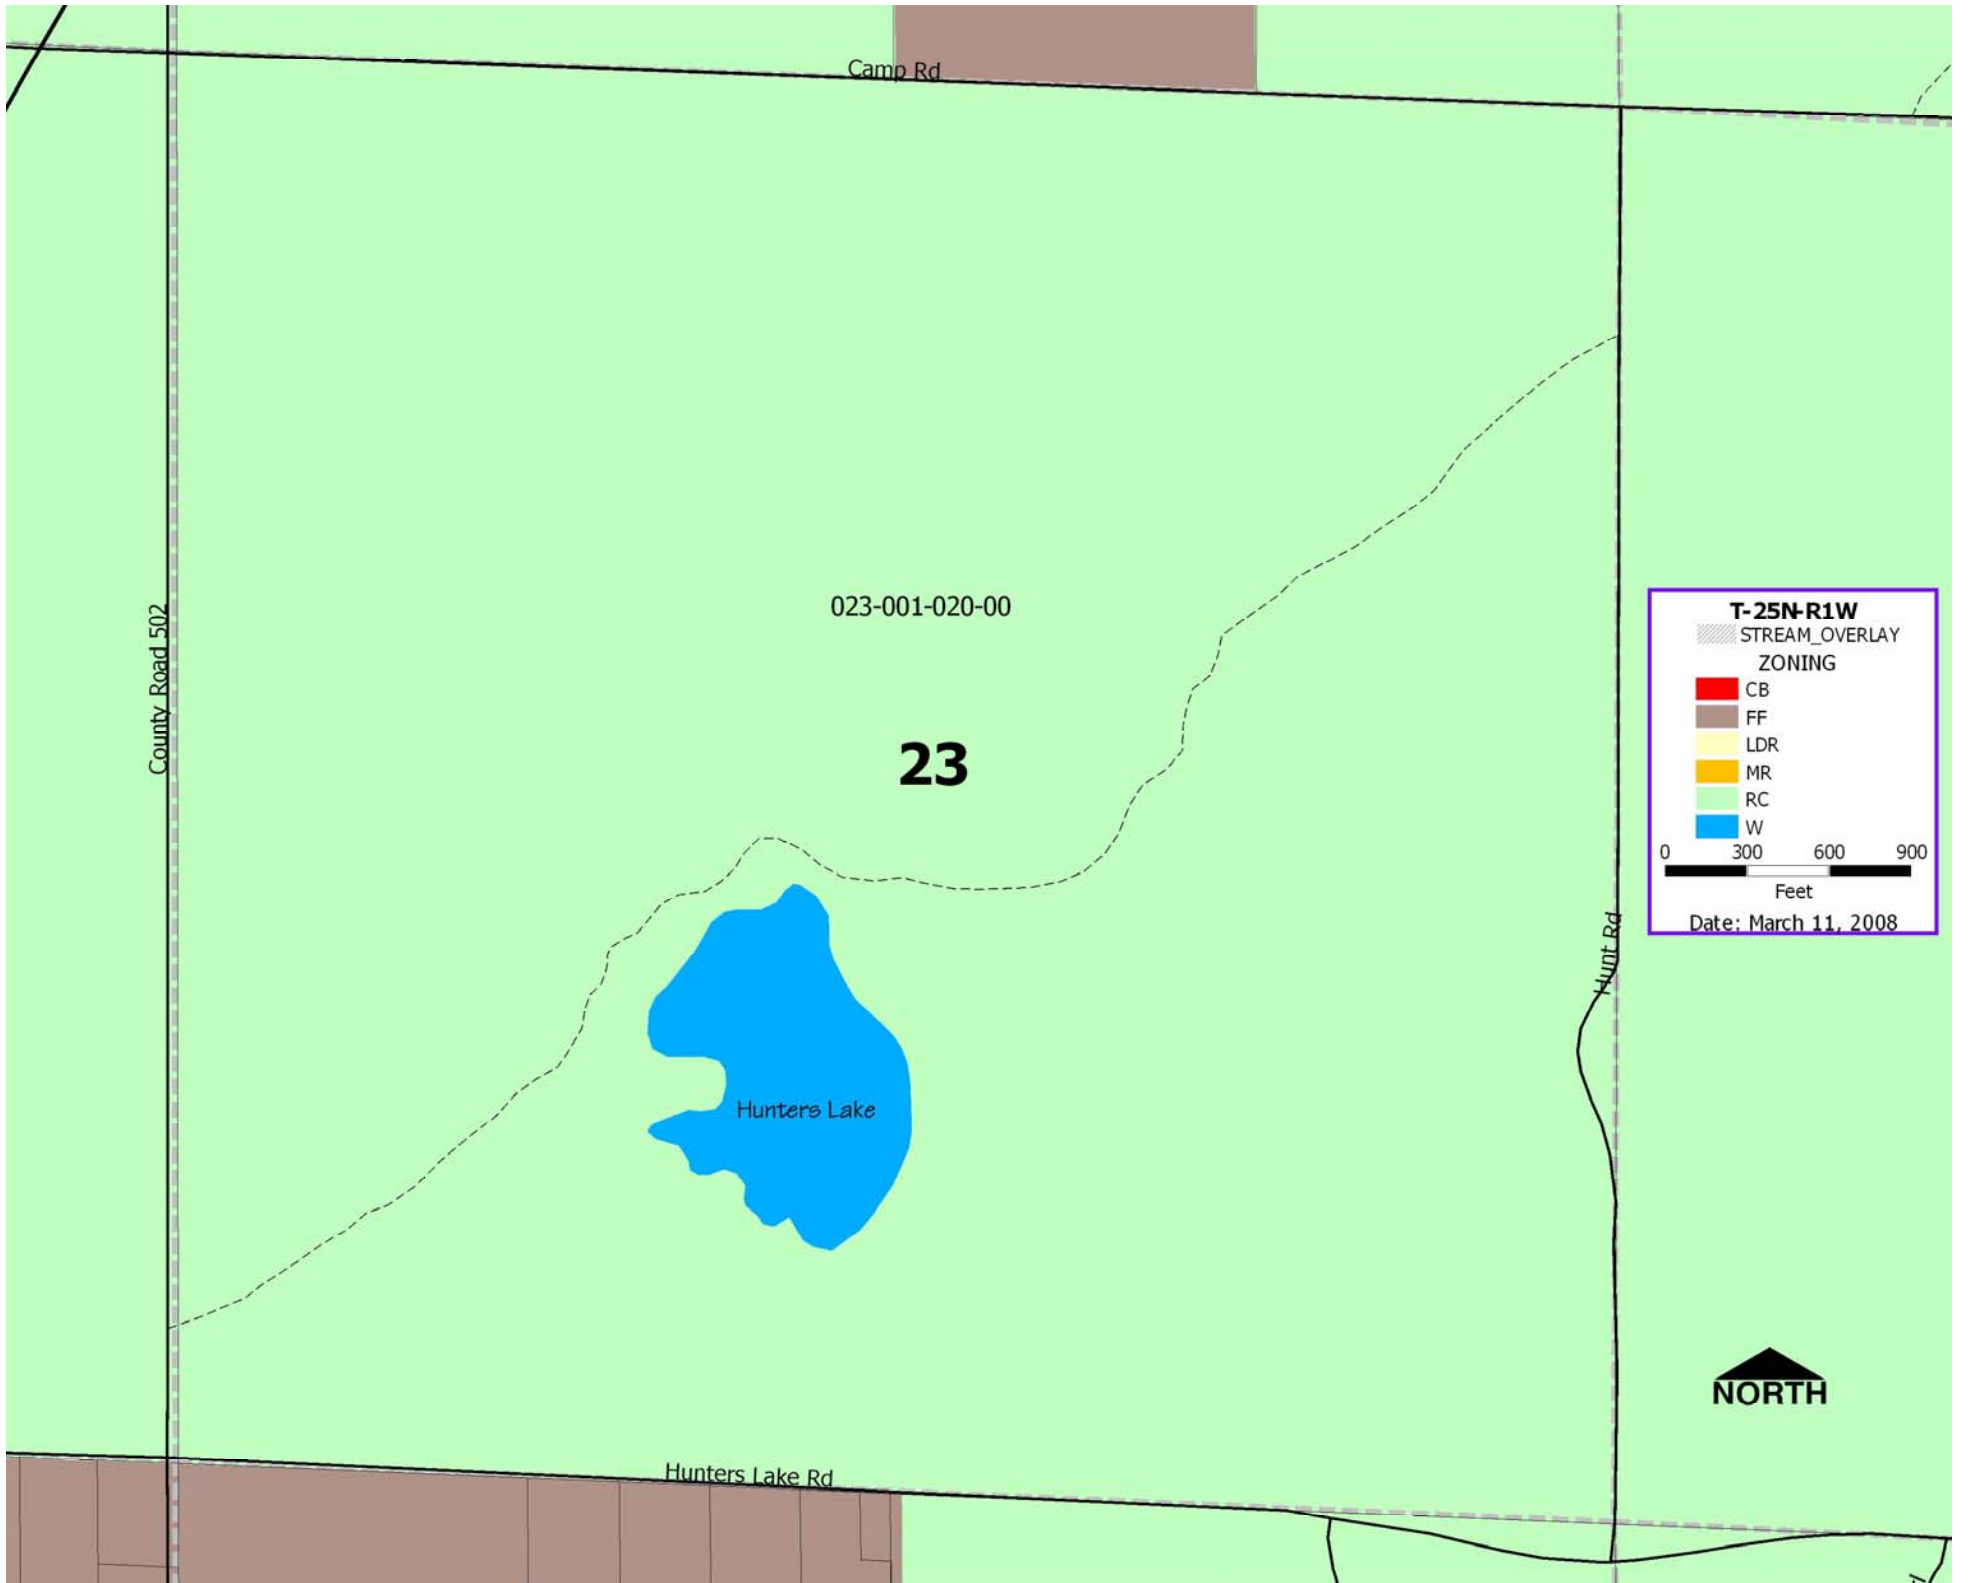 Camp Rd
023-001-020-00
County Road 502
T-25N-R1W
STREAM_OVERLAY
ZONING
CB
FF
LDR
MR
RC
W
0 300 600 900
Feet
Date: March 11, 2008
23
Hunt Rd
Hunters Lake
NORTH
Hunters Lake Rd